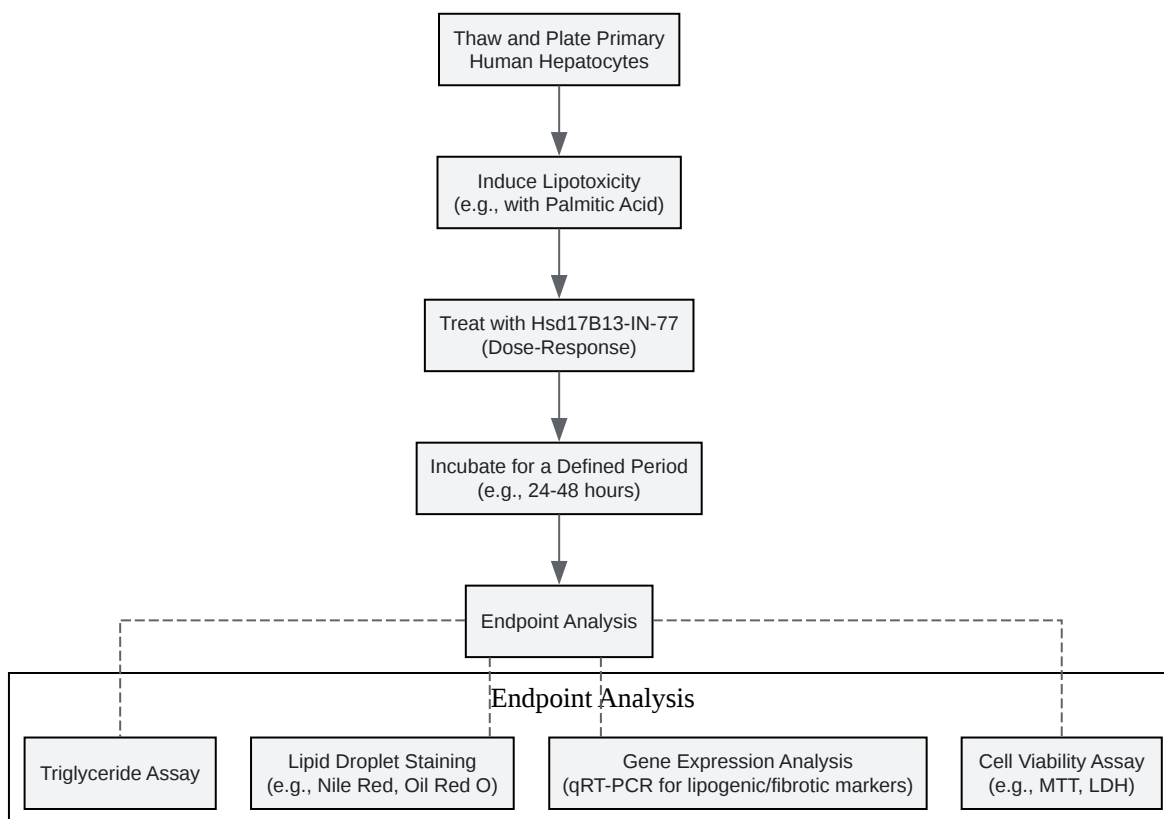 Thaw and Plate Primary
Human Hepatocytes
Induce Lipotoxicity
(e.g., with Palmitic Acid)
Treat with Hsd17B13-IN-77
(Dose-Response)
Incubate for a Defined Period
(e.g., 24-48 hours)
Endpoint Analysis
Endpoint Analysis
Triglyceride Assay
Lipid Droplet Staining
(e.g., Nile Red, Oil Red O)
Gene Expression Analysis
(qRT-PCR for lipogenic/fibrotic markers)
Cell Viability Assay
(e.g., MTT, LDH)